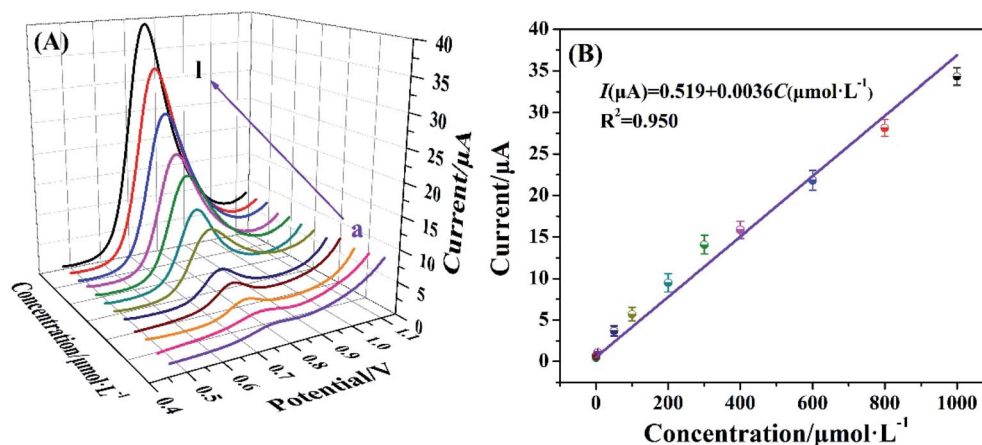 (A)
l
a
40
35
30
25
20
15
10
5
0
Current/μA
Concentration/μmol·L⁻¹
0.4
0.5
0.6
0.7
0.8
0.9
1.0
1.1
Potential/V
(B)
I(μA)=0.519+0.0036C(μmol·L⁻¹)
R²=0.950
40
35
30
25
20
15
10
5
0
Current/μA
0 200 400 600 800 1000
Concentration/μmol·L⁻¹